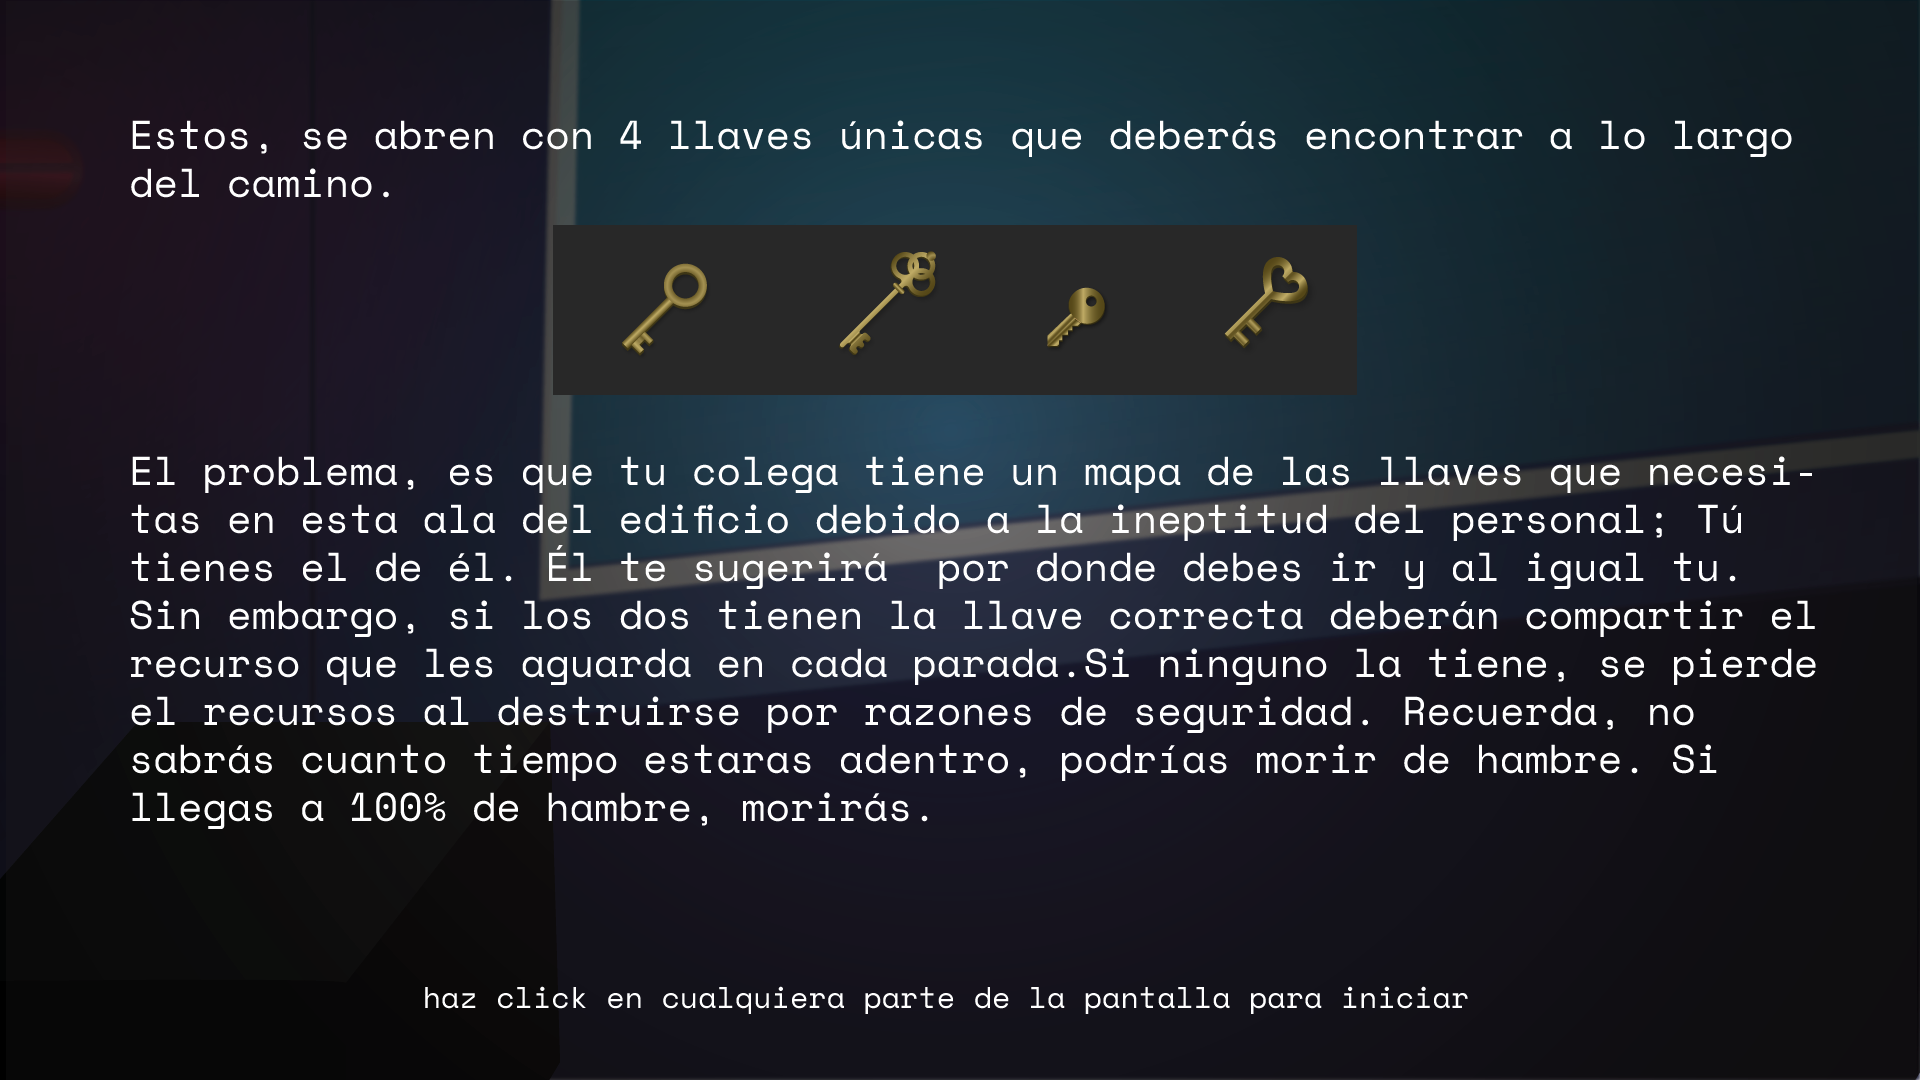 Estos, se abren con 4 llaves únicas que deberás encontrar a lo largo
del camino.
El problema, es que tu colega tiene un mapa de las llaves que necesi-
tas en esta ala del edificio debido a la ineptitud del personal; Tú
tienes el de él. Él te sugerirá  por donde debes ir y al igual tu.
Sin embargo, si los dos tienen la llave correcta deberán compartir el
recurso que les aguarda en cada parada.Si ninguno la tiene, se pierde
el recursos al destruirse por razones de seguridad. Recuerda, no
sabrás cuanto tiempo estaras adentro, podrías morir de hambre. Si
llegas a 100% de hambre, morirás.
haz click en cualquiera parte de la pantalla para iniciar